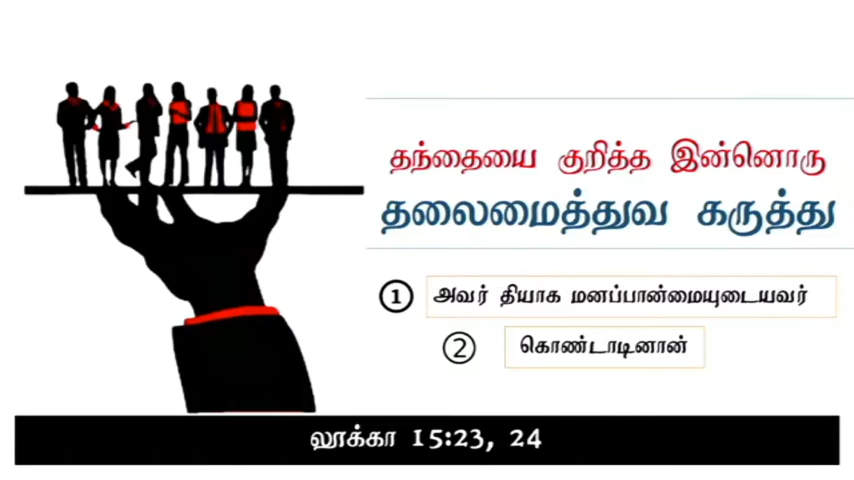 தந்தையை குறித்த இன்னொரு
தலைமைத்துவ கருத்து
1 அவர் தியாக மனப்பான்மையுடையவர்
2 கொண்டாடினான்
லூக்கா 15:23, 24